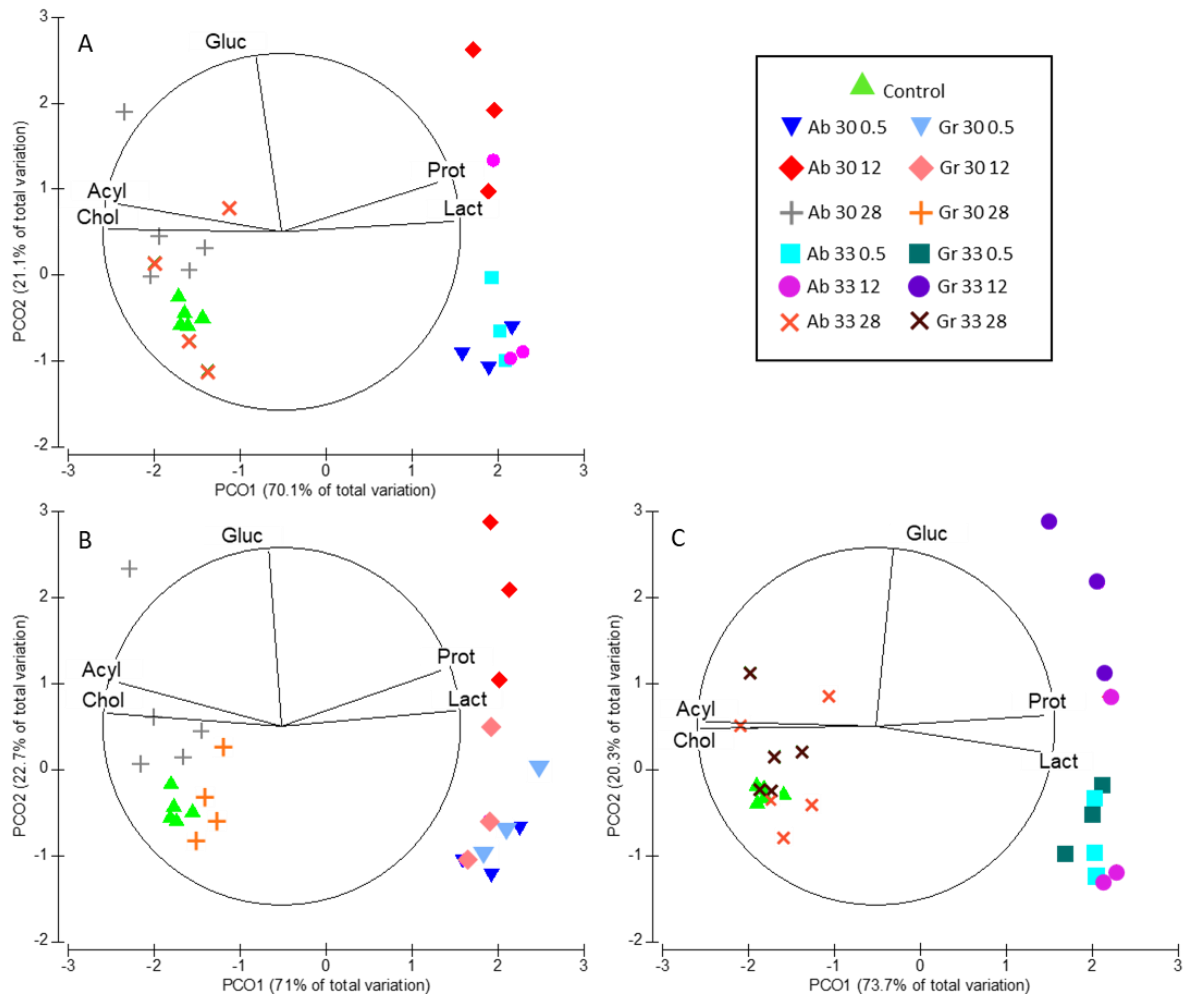 A
3
2
1
0
-1
-2
Gluc
Acyl
Chol
Prot
Lact
PCO2 (21.1% of total variation)
-3 -2 -1 0 1 2 3
PCO1 (70.1% of total variation)
Control
Ab 30 0.5 Gr 30 0.5
Ab 30 12 Gr 30 12
Ab 30 28 Gr 30 28
Ab 33 0.5 Gr 33 0.5
Ab 33 12 Gr 33 12
Ab 33 28 Gr 33 28
B
3
2
1
0
-1
-2
Gluc
Acyl
Chol
Prot
Lact
PCO2 (22.7% of total variation)
-3 -2 -1 0 1 2 3
PCO1 (71% of total variation)
C
3
2
1
0
-1
-2
Gluc
Acyl
Chol
Prot
Lact
PCO2 (20.3% of total variation)
-3 -2 -1 0 1 2 3
PCO1 (73.7% of total variation)